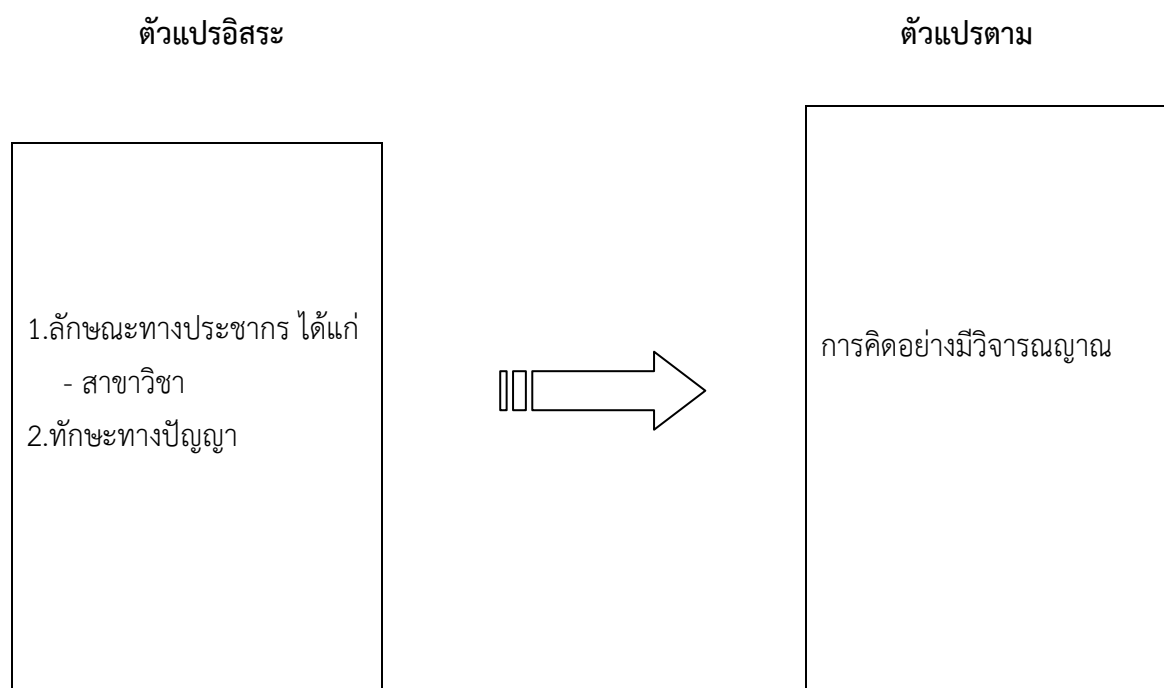 ตัวแปรอิสระ
ตัวแปรตาม
1.ลักษณะทางประชากร ได้แก่
- สาขาวิชา
2.ทักษะทางปัญญา
การคิดอย่างมีวิจารณญาณ